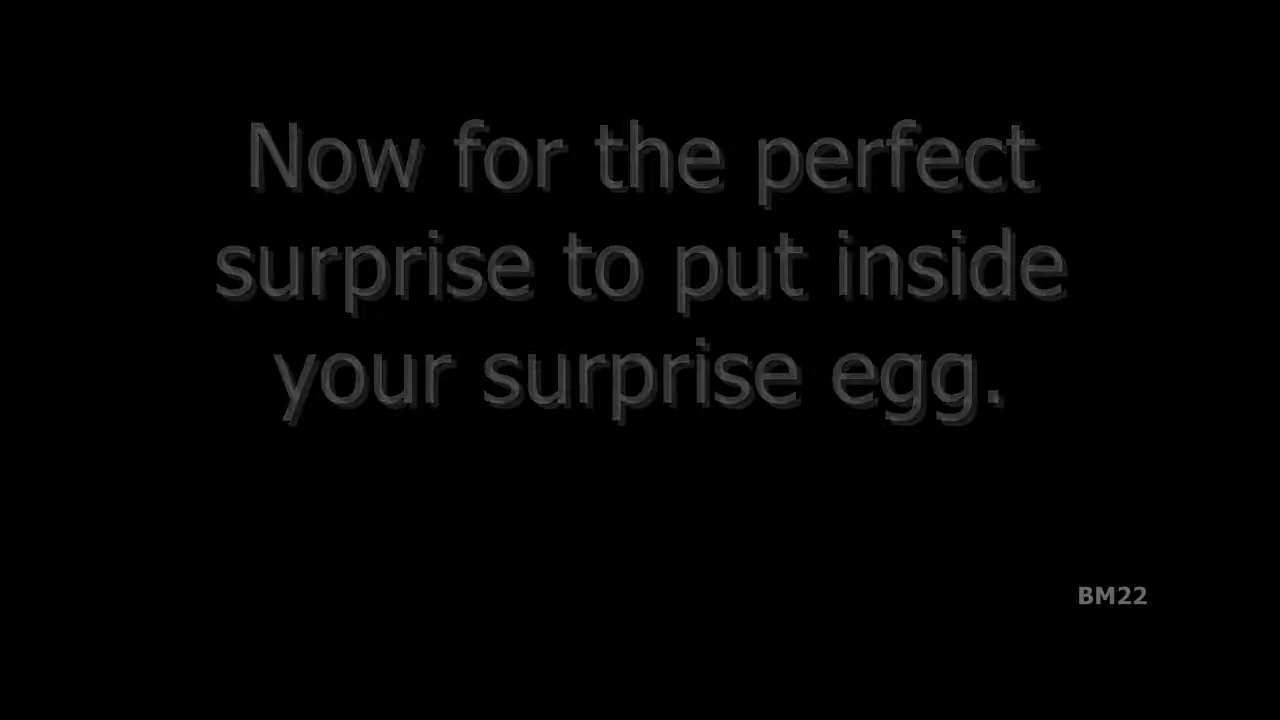 Now for the perfect
surprise to put inside
your surprise egg.
BM22